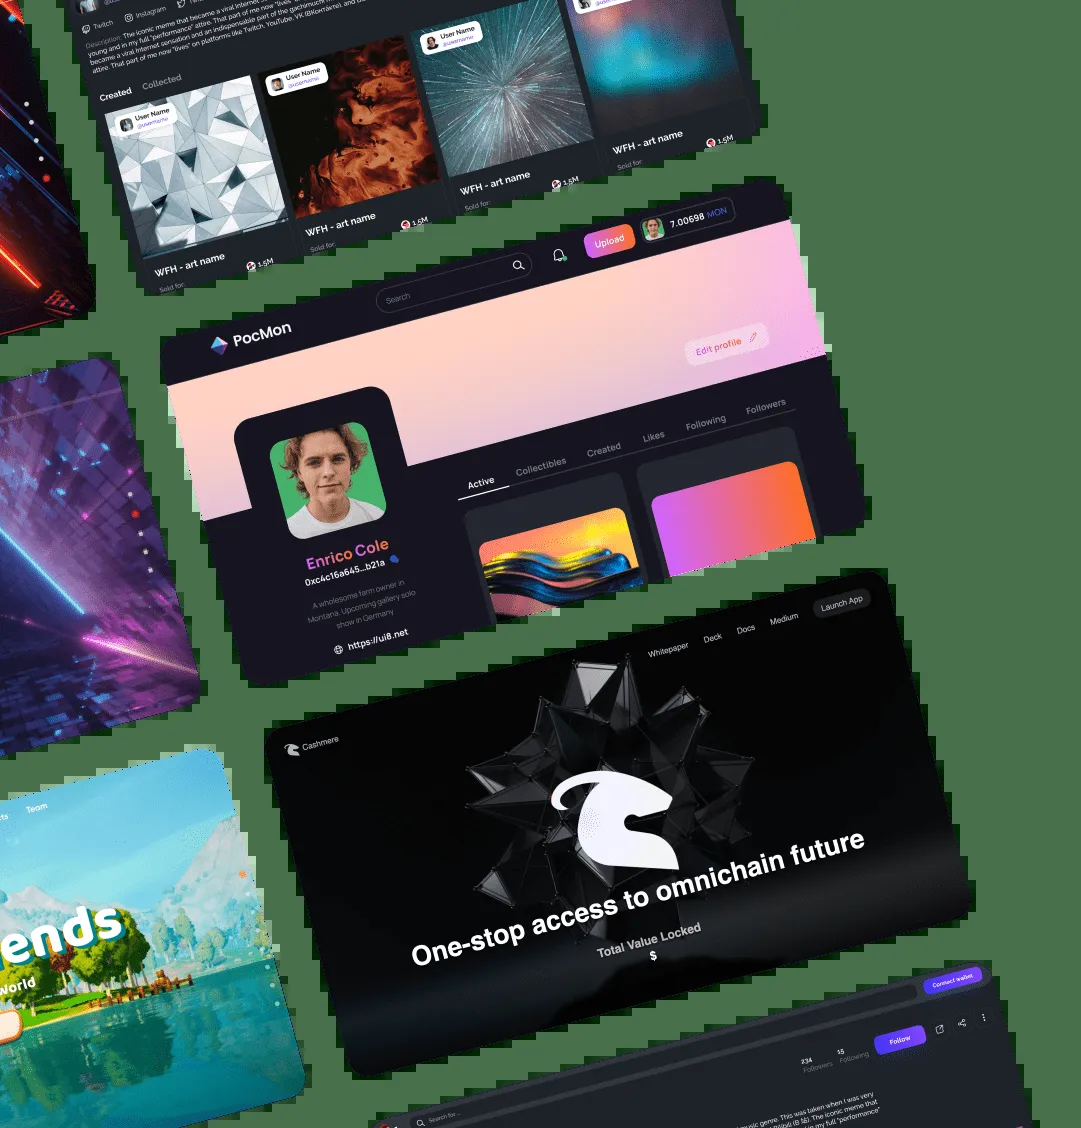 Twitch
Instagram
Description: The iconic meme that became a viral internet
young and in my full "performance" attire. That part of me now "lives"
became a viral internet sensation and an indispensable part of the gachimuchi
attire. That part of me now "lives" on platforms like Twitch, YouTube, VK
Created
Collected
User Name
@username
User Name
@username
User Name
@username
@username
WFH - art name
1.5M
Sold for:
WFH - art name
1.5M
Sold for:
WFH - art name
1.5M
Sold for:
WFH - art name
1.5M
Sold for:
PocMon
Search
Upload
7.00698 MON
Edit profile
Active
Collectibles
Created
Likes
Following
Followers
Enrico Cole
0xc4c16a645...b21a
A wholesome farm owner in
Montana. Upcoming gallery solo
show in Germany
https://ui8.net
Cashmere
Whitepaper
Deck
Docs
Medium
Launch App
One-stop access to omnichain future
Total Value Locked
$
Team
ends
world
Connect wallet
Search for...
234
Followers
15
Following
Follow
music genre. This was taken when I was very
The iconic meme that
in my full "performance"